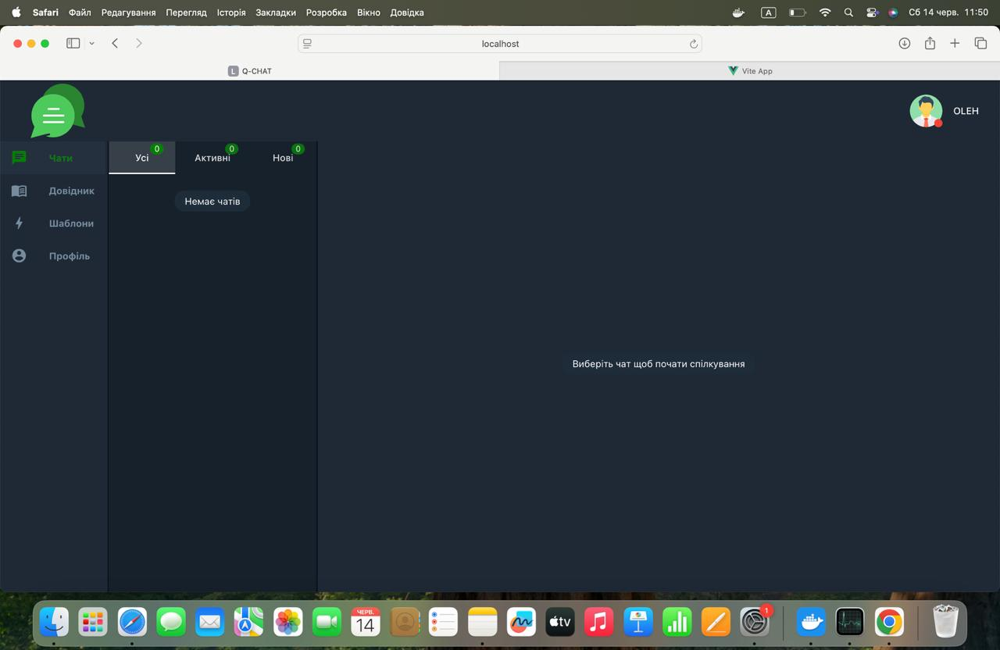 Safari Файл Редагування Перегляд Історія Закладки Розробка Вікно Довідка A Сб 14 черв. 11:50
localhost
L Q-CHAT Vite App
OLEH
Чати
Довідник
Шаблони
Профіль
Усі 0 Активні 0 Нові 0
Немає чатів
Виберіть чат щоб почати спілкування
ЧЕРВ.
14
tv
1